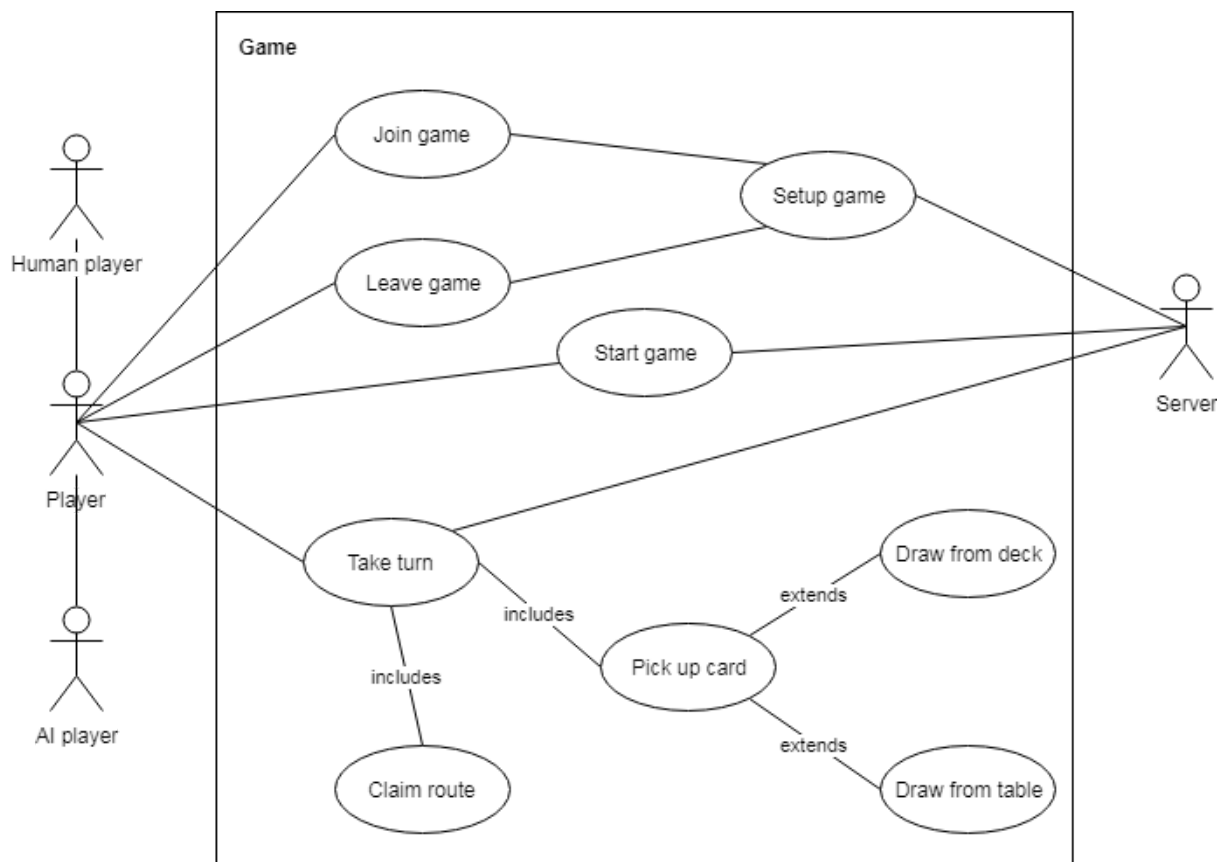 Game
Join game
Setup game
Human player
Leave game
Start game
Server
Player
Take turn
Draw from deck
extends
includes
Pick up card
includes
AI player
extends
Claim route
Draw from table